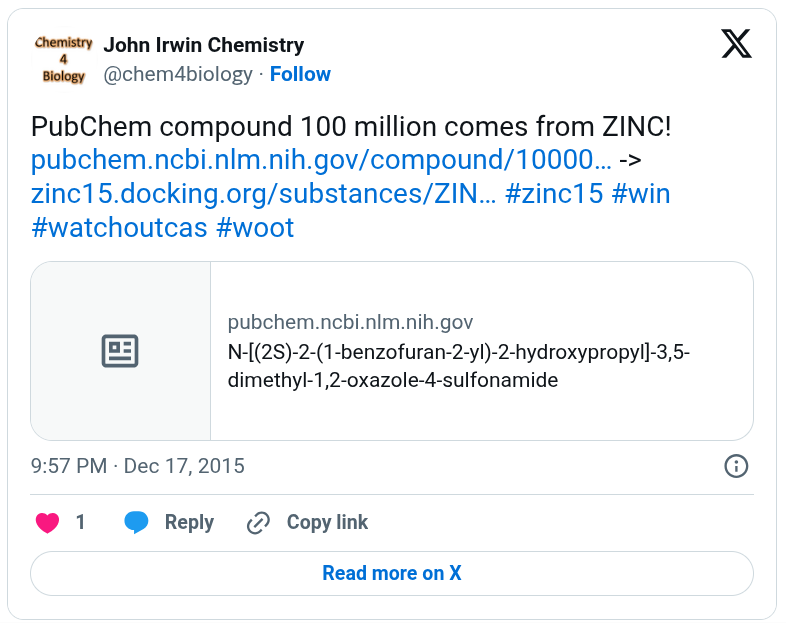 Chemistry
4
Biology
John Irwin Chemistry
@chem4biology · Follow
PubChem compound 100 million comes from ZINC!
pubchem.ncbi.nlm.nih.gov/compound/10000… ->
zinc15.docking.org/substances/ZIN… #zinc15 #win
#watchoutcas #woot
pubchem.ncbi.nlm.nih.gov
N-[(2S)-2-(1-benzofuran-2-yl)-2-hydroxypropyl]-3,5-
dimethyl-1,2-oxazole-4-sulfonamide
9:57 PM · Dec 17, 2015
1 Reply Copy link
Read more on X